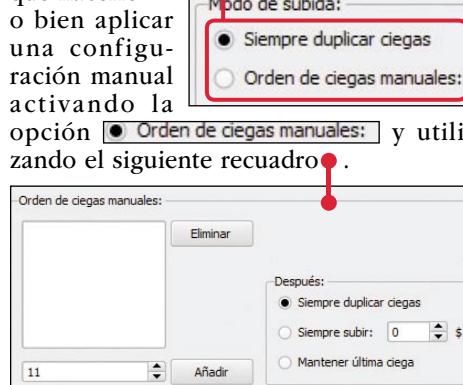 o bien aplicar
una configu-
ración manual
activando la
Modo de subida:
Siempre duplicar ciegas
Orden de ciegas manuales:
opción Orden de ciegas manuales: y utili
zando el siguiente recuadro .
Orden de ciegas manuales:
Eliminar
Después:
Siempre duplicar ciegas
Siempre subir: 0 $
Mantener última ciega
11
Añadir